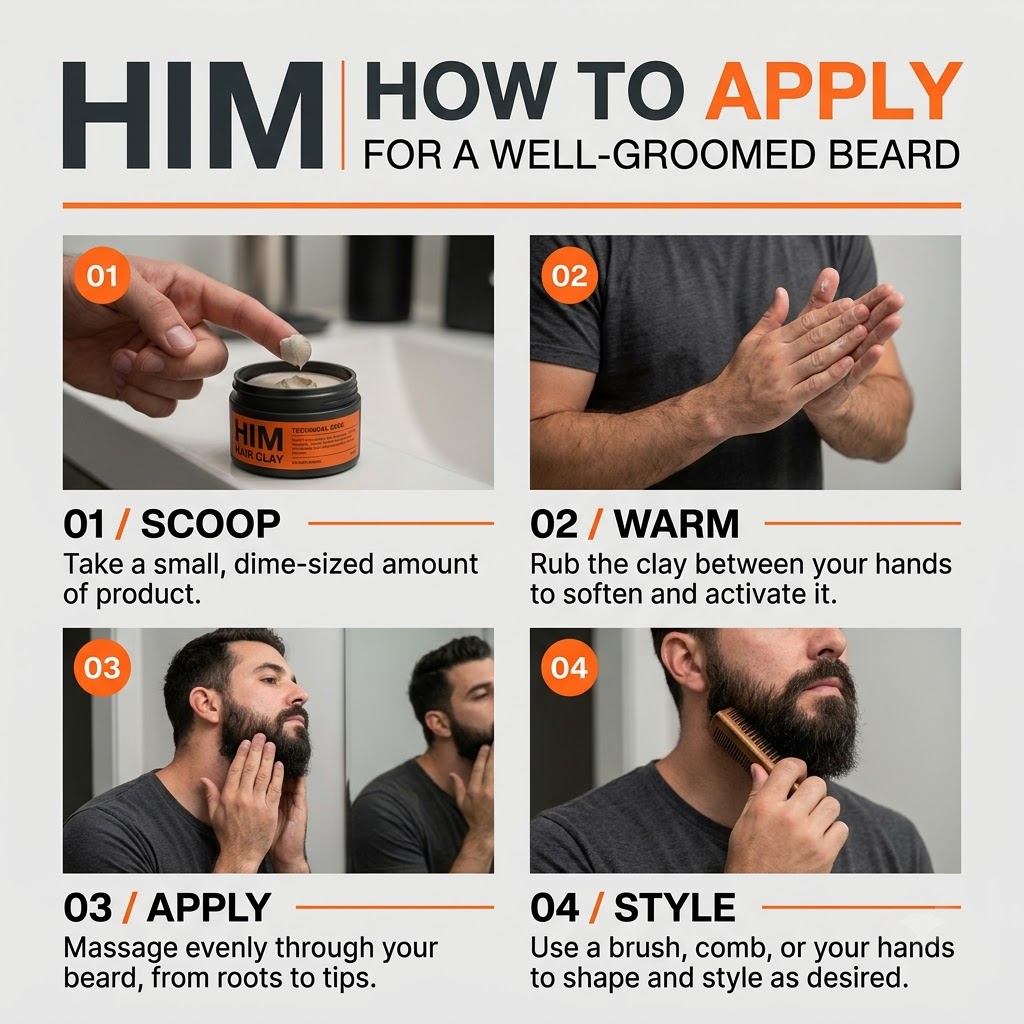 HIM
HOW TO APPLY
FOR A WELL-GROOMED BEARD
01
HIM
HAIR CLAY
02
01 / SCOOP
Take a small, dime-sized amount
of product.
02 / WARM
Rub the clay between your hands
to soften and activate it.
03
04
03 / APPLY
Massage evenly through your
beard, from roots to tips.
04 / STYLE
Use a brush, comb, or your hands
to shape and style as desired.